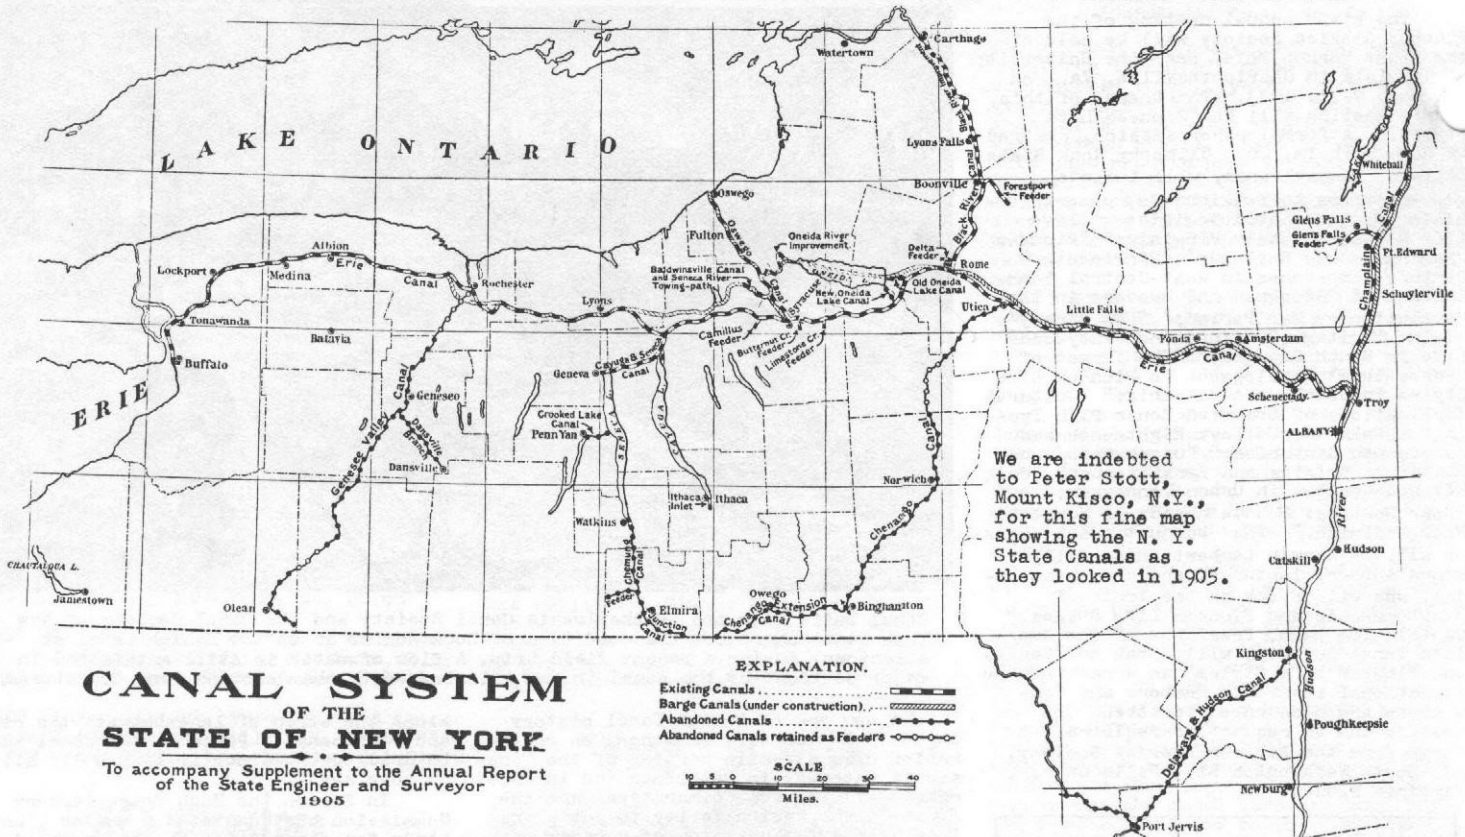 Watertown
Carthage
LAKE ONTARIO
Black River Canal
Lyons Falls
Boonville
Forestport
Feeder
Whitehall
Oswego
Oswego Canal
Fulton
Oneida River
Improvement
Black River
Delta
Feeder
Rome
Glens Falls
Glens Falls
Feeder
Champlain Canal
Ft. Edward
Schuylerville
Lockport
Albion
Medina
Erie Canal
Rochester
Baldwinsville Canal
and Seneca River
Towing-path
Lyons
Syracuse
New Oneida
Lake Canal
Old Oneida
Lake Canal
Utica
Little Falls
Tonawanda
Batavia
Buffalo
Camillus
Feeder
Butternut Cr.
Feeder
Limestone Cr.
Feeder
Fonda
Amsterdam
Erie Canal
Schenectady
Troy
ALBANY
ERIE
Geneva
Cayuga & Seneca
Canal
Geneseo
Genesee Valley Canal
Dansville
Branch
Dansville
Crooked Lake
Canal
Penn Yan
SENECA
CAYUGA
Ithaca
Inlet
Ithaca
Norwich
Chenango Canal
Watkins
Chemung
Canal
Feeder
Elmira
Junction
Canal
Owego
Chenango Extension
Canal
Binghamton
CHAUTAUQUA L.
Jamestown
Olean
We are indebted
to Peter Stott,
Mount Kisco, N.Y.,
for this fine map
showing the N.Y.
State Canals as
they looked in 1905.
River
Hudson
Catskill
Kingston
Hudson
Delaware & Hudson Canal
Poughkeepsie
Newburg
Port Jervis
CANAL SYSTEM
OF THE
STATE OF NEW YORK
To accompany Supplement to the Annual Report
of the State Engineer and Surveyor
1905
EXPLANATION.
Existing Canals
Barge Canals (under construction)
Abandoned Canals
Abandoned Canals retained as Feeders
SCALE
10 5 0 10 20 30 40
Miles.